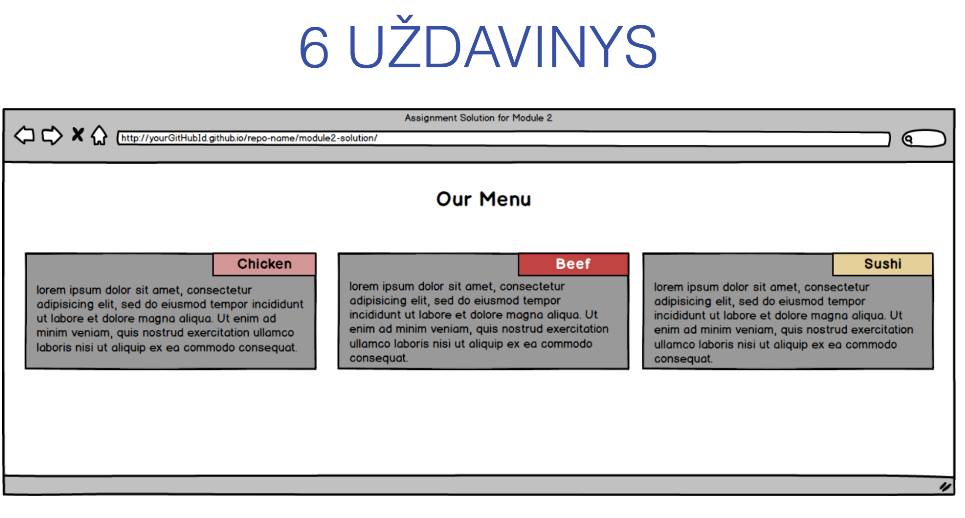 6 UŽDAVINYS
Assignment Solution for Module 2
http://yourGitHubId.github.io/repo-name/module2-solution/
Our Menu
Chicken
lorem ipsum dolor sit amet, consectetur
adipisicing elit, sed do eiusmod tempor incididunt
ut labore et dolore magna aliqua. Ut enim ad
minim veniam, quis nostrud exercitation ullamco
laboris nisi ut aliquip ex ea commodo consequat.
Beef
lorem ipsum dolor sit amet, consectetur
adipisicing elit, sed do eiusmod tempor
incididunt ut labore et dolore magna aliqua. Ut
enim ad minim veniam, quis nostrud exercitation
ullamco laboris nisi ut aliquip ex ea commodo
consequat.
Sushi
lorem ipsum dolor sit amet, consectetur
adipisicing elit, sed do eiusmod tempor
incididunt ut labore et dolore magna aliqua. Ut
enim ad minim veniam, quis nostrud exercitation
ullamco laboris nisi ut aliquip ex ea commodo
consequat.